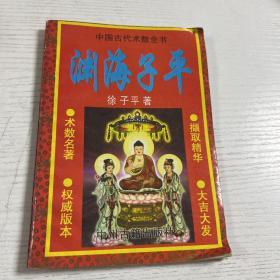 中国古代术数全书
渊海子平
徐子平著
●术数名著
●权威版本
●撷取精华
●大吉大发
中州古籍出版社